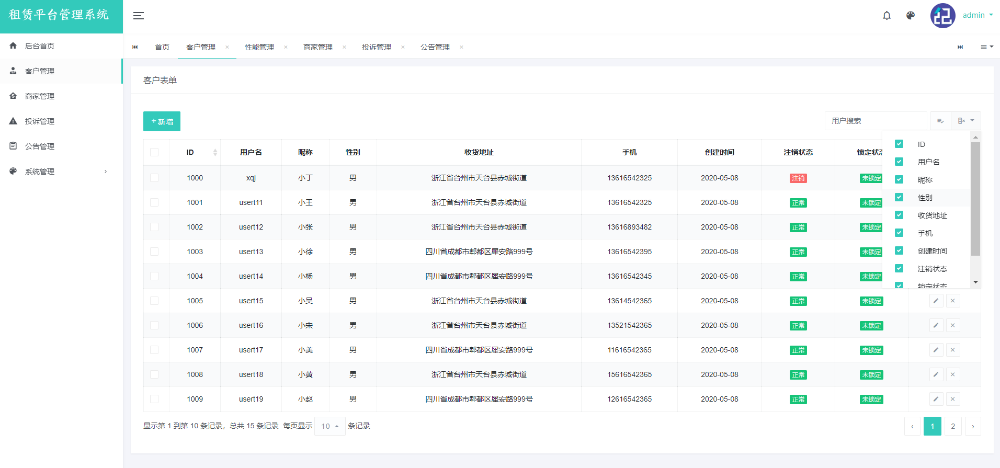 租赁平台管理系统
admin
后台首页
客户管理
商家管理
投诉管理
公告管理
系统管理
首页 客户管理 × 性能管理 × 商家管理 × 投诉管理 × 公告管理 ×
客户表单
+新增
用户搜索
ID 用户名 昵称 性别 收货地址 手机 创建时间 注销状态 锁定状态
1000 xqj 小丁 男 浙江省台州市天台县赤城街道 13616542325 2020-05-08 注销 未锁定
1001 usert11 小王 男 浙江省台州市天台县赤城街道 13616542325 2020-05-08 正常 未锁定
1002 usert12 小张 男 浙江省台州市天台县赤城街道 13616893482 2020-05-08 正常 未锁定
1003 usert13 小徐 男 四川省成都市郫都区犀安路999号 13616542395 2020-05-08 正常 未锁定
1004 usert14 小杨 男 四川省成都市郫都区犀安路999号 13616542345 2020-05-08 正常 未锁定
1005 usert15 小吴 男 浙江省台州市天台县赤城街道 13614542365 2020-05-08 正常 未锁定
1006 usert16 小宋 男 浙江省台州市天台县赤城街道 13521542365 2020-05-08 正常 未锁定
1007 usert17 小美 男 四川省成都市郫都区犀安路999号 11616542365 2020-05-08 正常 未锁定
1008 usert18 小黄 男 浙江省台州市天台县赤城街道 15616542365 2020-05-08 正常 未锁定
1009 usert19 小赵 男 四川省成都市郫都区犀安路999号 12616542365 2020-05-08 正常 未锁定
ID
用户名
昵称
性别
收货地址
手机
创建时间
注销状态
锁定状态
显示第 1 到第 10 条记录，总共 15 条记录 每页显示 10 条记录
‹ 1 2 ›